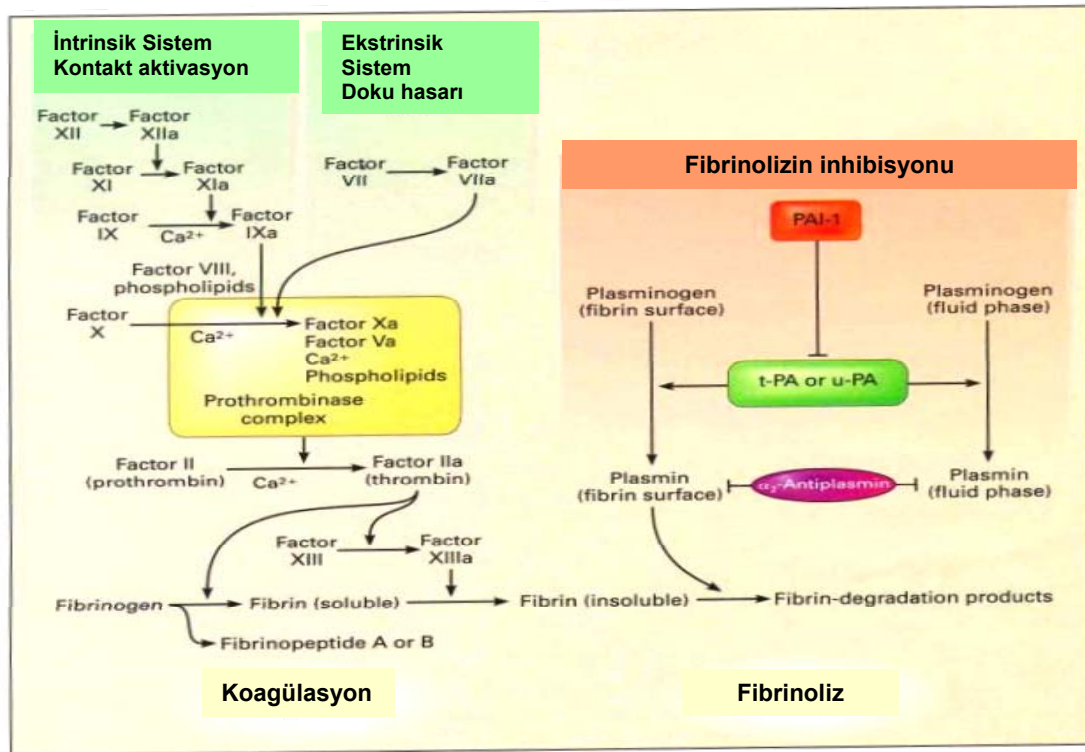 İntrinsik Sistem
Kontakt aktivasyon
Ekstrinsik
Sistem
Doku hasarı
Factor
XII
Factor
XIIa
Factor
XI
Factor
XIa
Factor
IX
Ca²⁺
Factor
IXa
Factor
VII
Factor
VIIa
Factor VIII,
phospholipids
Factor
X
Ca²⁺
Factor Xa
Factor Va
Ca²⁺
Phospholipids
Prothrombinase
complex
Factor II
(prothrombin)
Ca²⁺
Factor IIa
(thrombin)
Factor
XIII
Factor
XIIIa
Fibrinogen
Fibrin (soluble)
Fibrin (insoluble)
Fibrin-degradation products
Fibrinopeptide A or B
Koagülasyon
Fibrinolizin inhibisyonu
PAI-1
Plasminogen
(fibrin surface)
Plasminogen
(fluid phase)
t-PA or u-PA
Plasmin
(fibrin surface)
α₂-Antiplasmin
Plasmin
(fluid phase)
Fibrinoliz